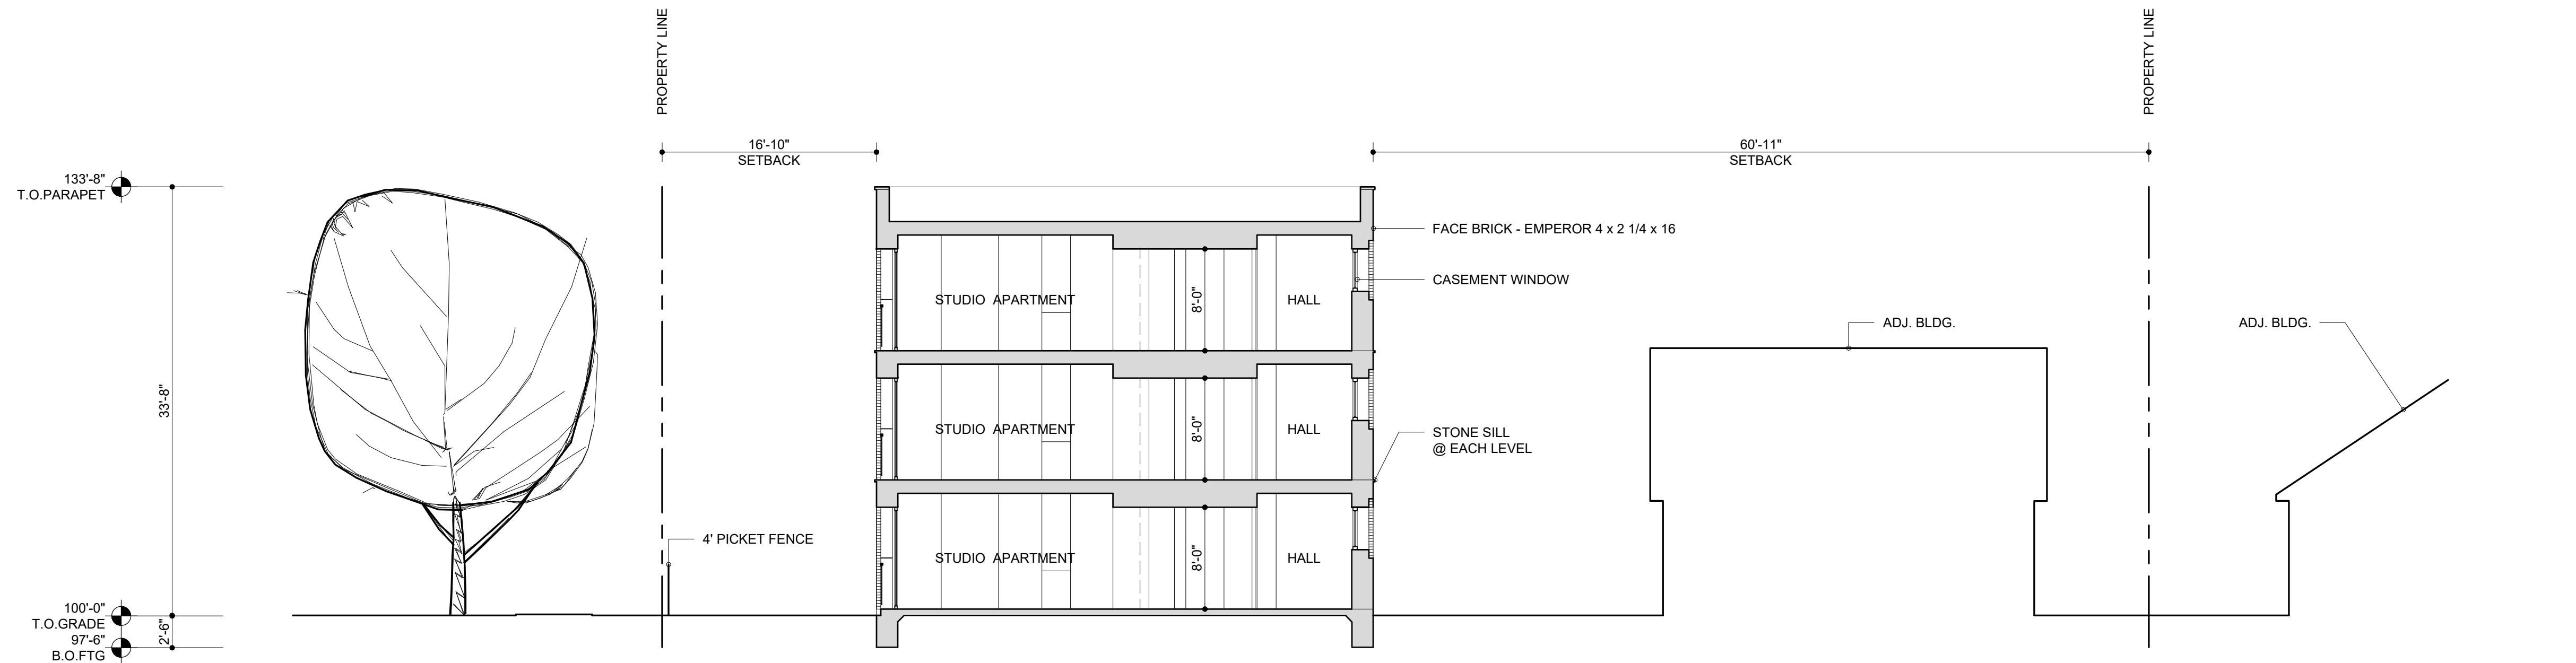 PROPERTY LINE
PROPERTY LINE
16'-10"
SETBACK
60'-11"
SETBACK
133'-8"
T.O.PARAPET
FACE BRICK - EMPEROR 4 x 2 1/4 x 16
CASEMENT WINDOW
STUDIO APARTMENT
8'-0"
HALL
ADJ. BLDG.
ADJ. BLDG.
33'-8"
STUDIO APARTMENT
8'-0"
HALL
STONE SILL
@ EACH LEVEL
4' PICKET FENCE
STUDIO APARTMENT
8'-0"
HALL
100'-0"
T.O.GRADE
2'-6"
97'-6"
B.O.FTG